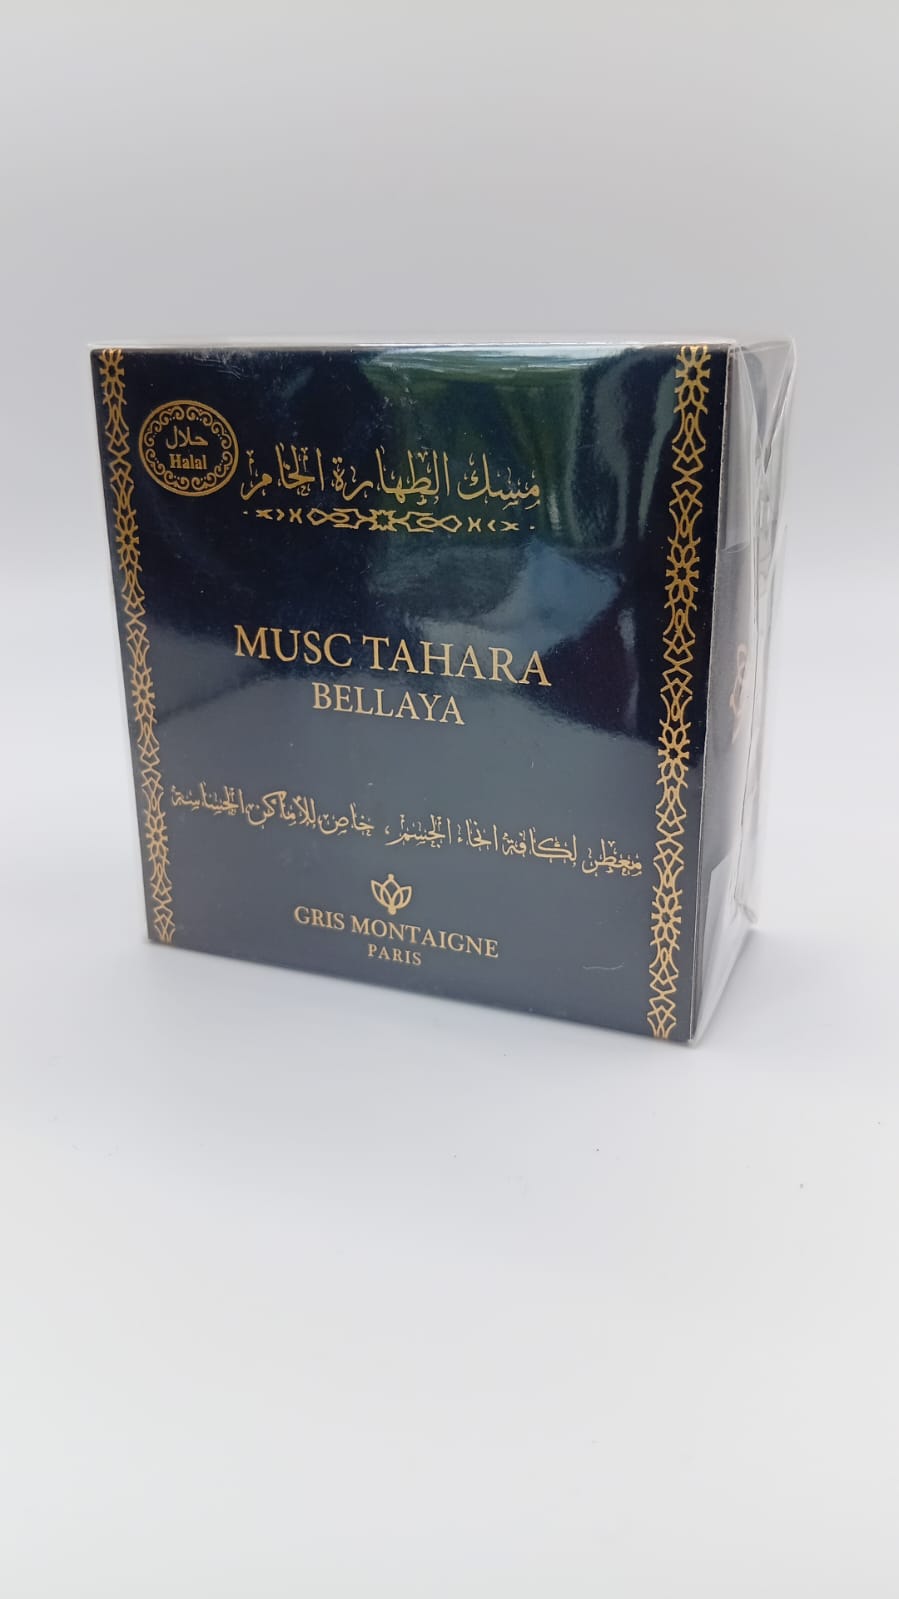 حلال
Halal
مسك الطهارة الخام
MUSC TAHARA
BELLAYA
معطر لكافة انحاء الجسم، خاص للأماكن الحساسة
GRIS MONTAIGNE
PARIS